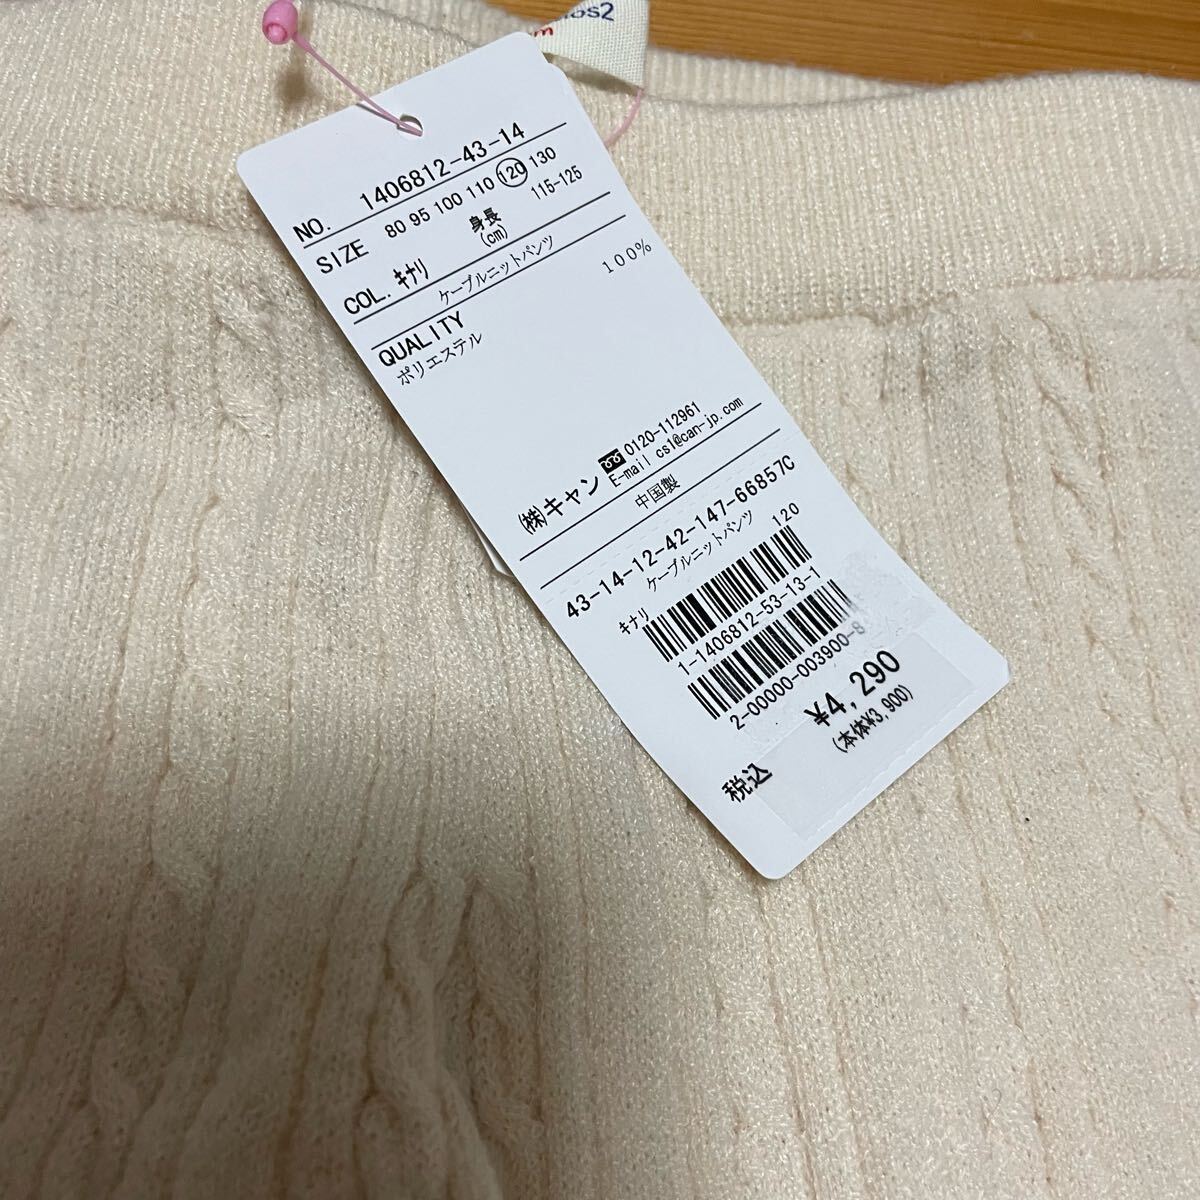 NO. 1406812-43-14
SIZE 80 95 100 110 120 130
身長 115-125
(cm)
COL. キナリ
ケーブルニットパンツ
QUALITY
ポリエステル 100%
㈱キャン 0120-112961
E-mail cs1@can-jp.com
中国製
43-14-12-42-147-66857C
ケーブルニットパンツ
キナリ 120
1-1406812-53-13-1
2-00000-003900-8
¥4,290
(本体¥3,900)
税込